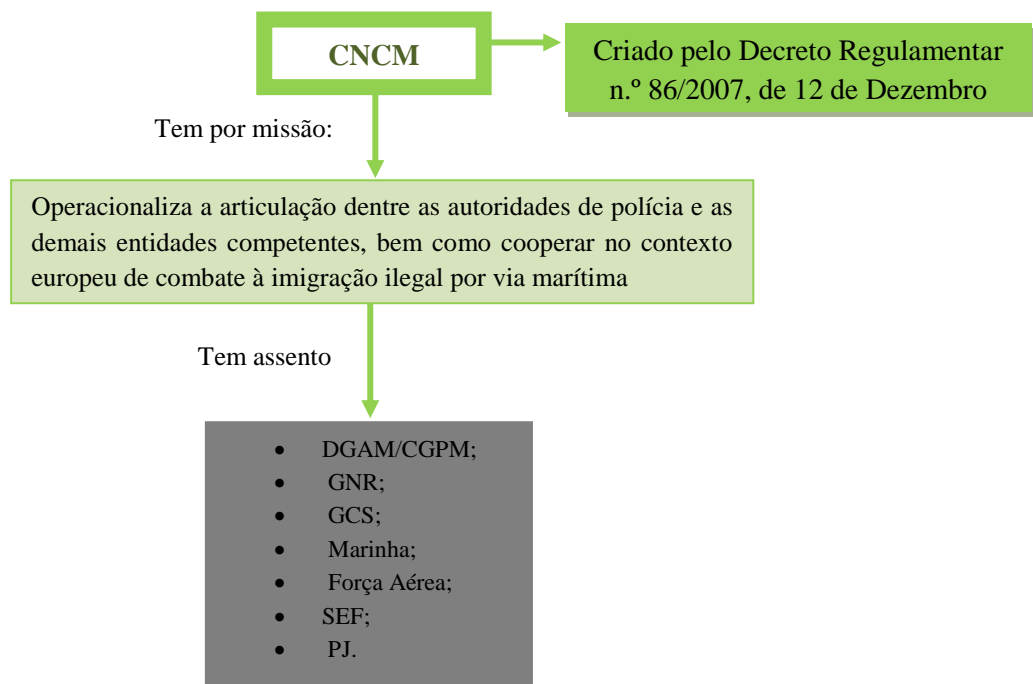 CNCM
Criado pelo Decreto Regulamentar
n.º 86/2007, de 12 de Dezembro
Tem por missão:
Operacionaliza a articulação dentre as autoridades de polícia e as
demais entidades competentes, bem como cooperar no contexto
europeu de combate à imigração ilegal por via marítima
Tem assento
• DGAM/CGPM;
• GNR;
• GCS;
• Marinha;
• Força Aérea;
• SEF;
• PJ.